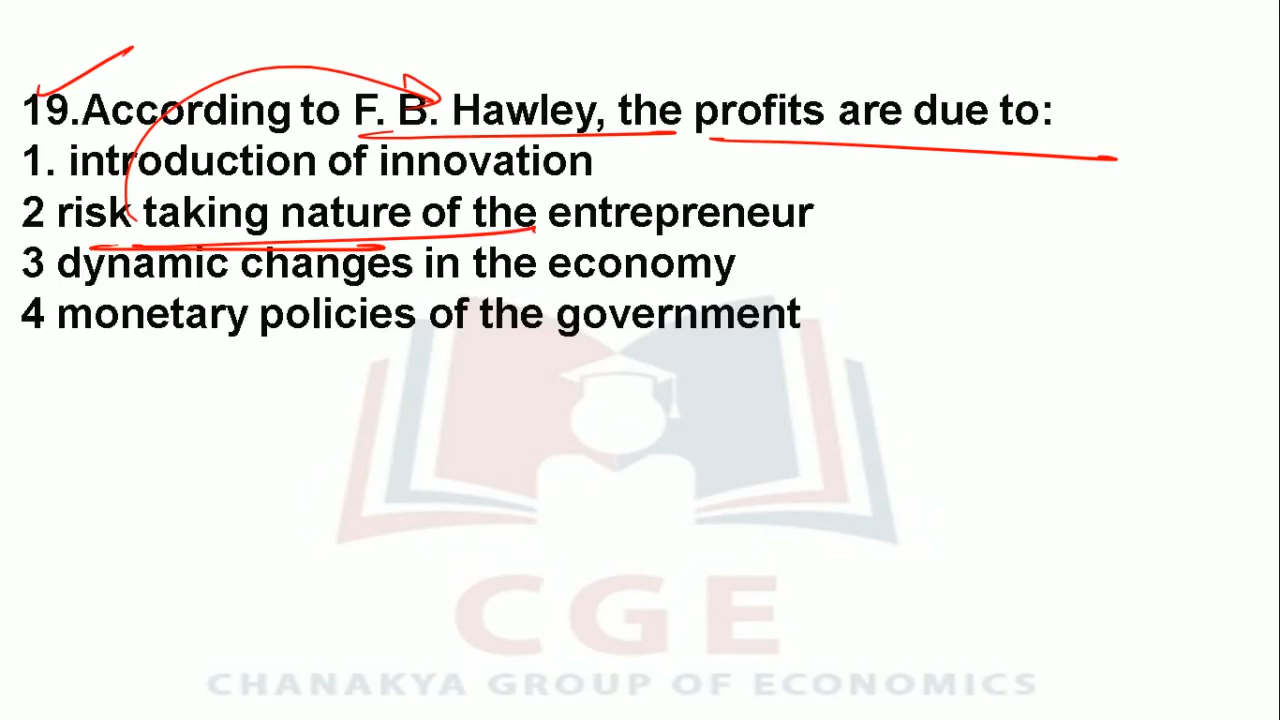 19.According to F. B. Hawley, the profits are due to:
1. introduction of innovation
2 risk taking nature of the entrepreneur
3 dynamic changes in the economy
4 monetary policies of the government
CGE
CHANAKYA GROUP OF ECONOMICS